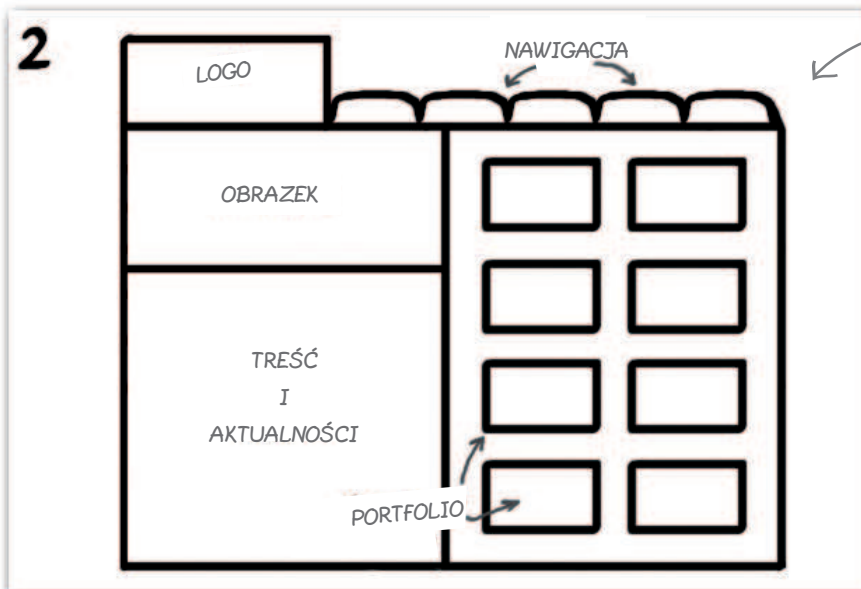 2
LOGO
NAWIGACJA
OBRAZEK
TREŚĆ
I
AKTUALNOŚCI
PORTFOLIO